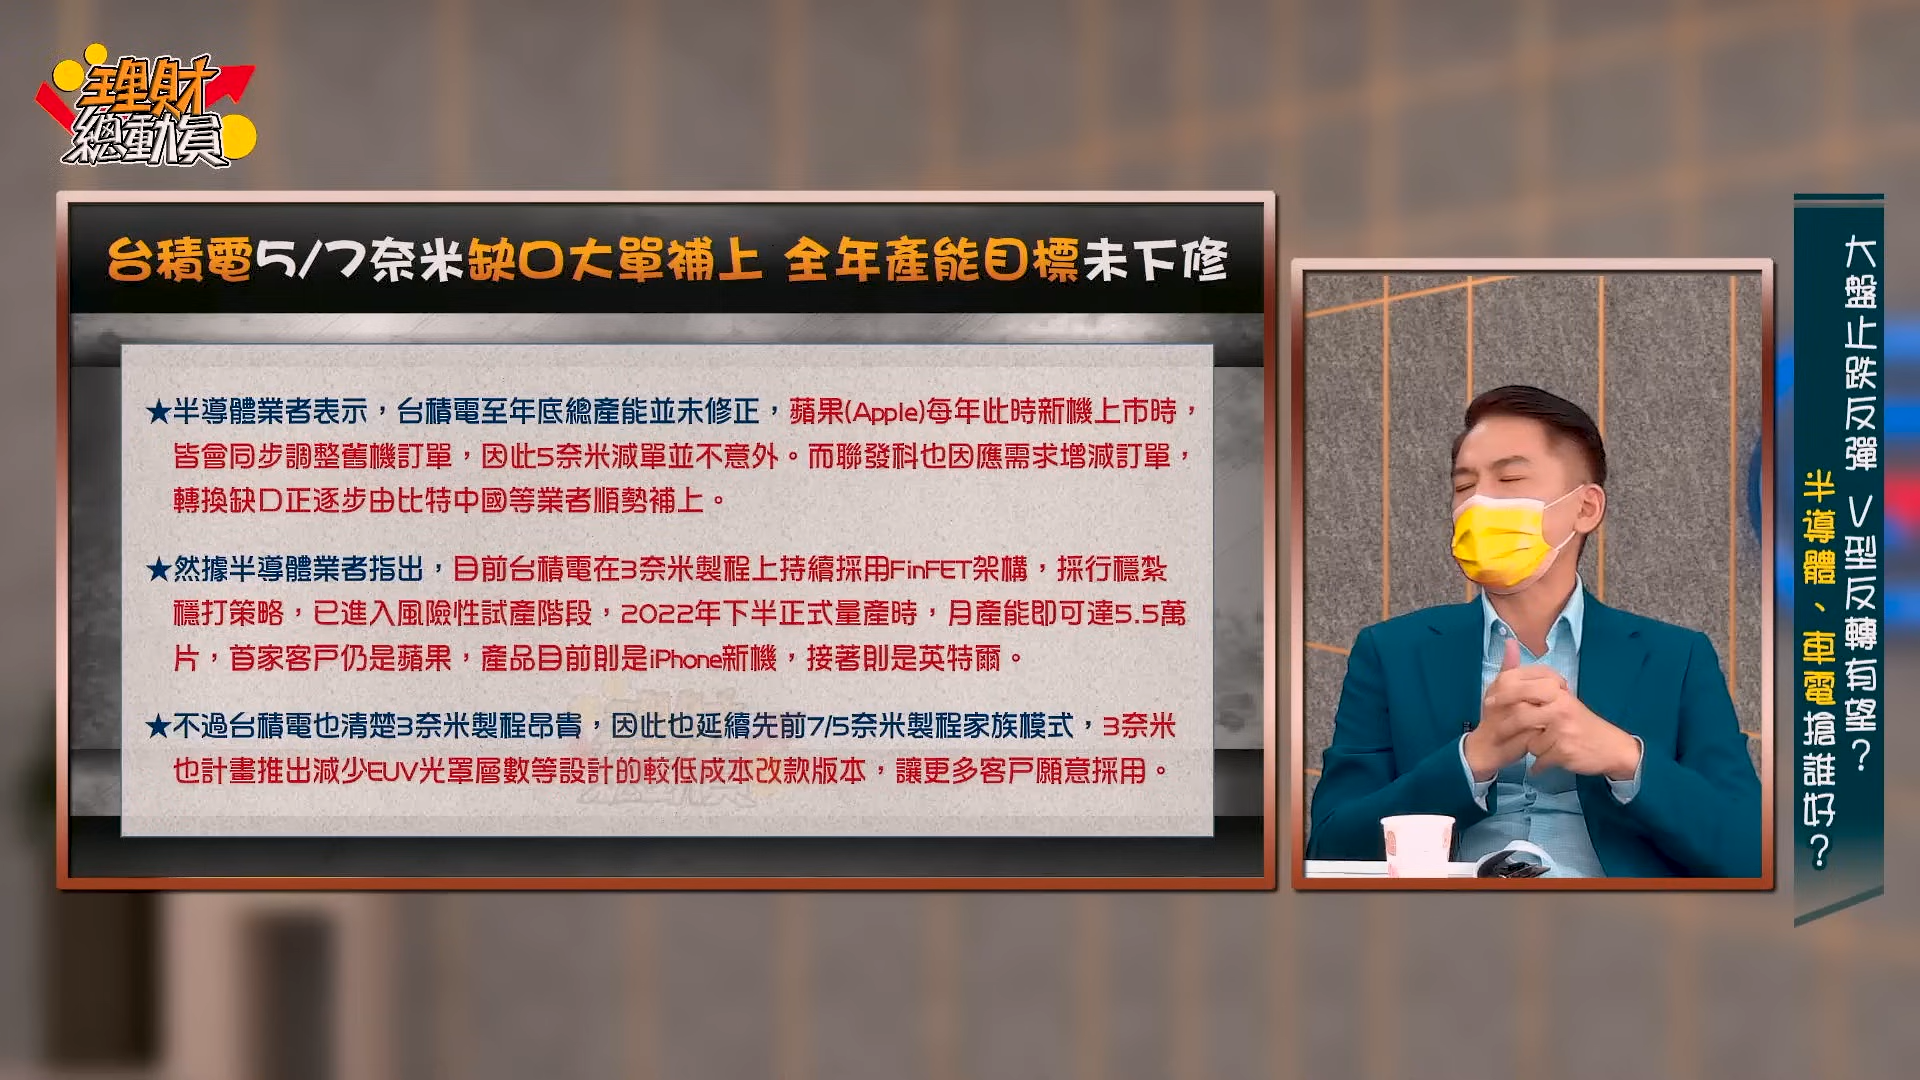 理財
總動員
台積電5/7奈米缺口大單補上 全年產能目標未下修
★半導體業者表示，台積電至年底總產能並未修正，蘋果(Apple)每年此時新機上市時，
皆會同步調整舊機訂單，因此5奈米減單並不意外。而聯發科也因應需求增減訂單，
轉換缺口正逐步由比特中國等業者順勢補上。
★然據半導體業者指出，目前台積電在3奈米製程上持續採用FinFET架構，採行穩紮
穩打策略，已進入風險性試產階段，2022年下半正式量產時，月產能即可達5.5萬
片，首家客戶仍是蘋果，產品目前則是iPhone新機，接著則是英特爾。
★不過台積電也清楚3奈米製程昂貴，因此也延續先前7/5奈米製程家族模式，3奈米
也計畫推出減少EUV光罩層數等設計的較低成本改款版本，讓更多客戶願意採用。
大盤止跌反彈 V型反轉有望？
半導體、車電搶誰好？